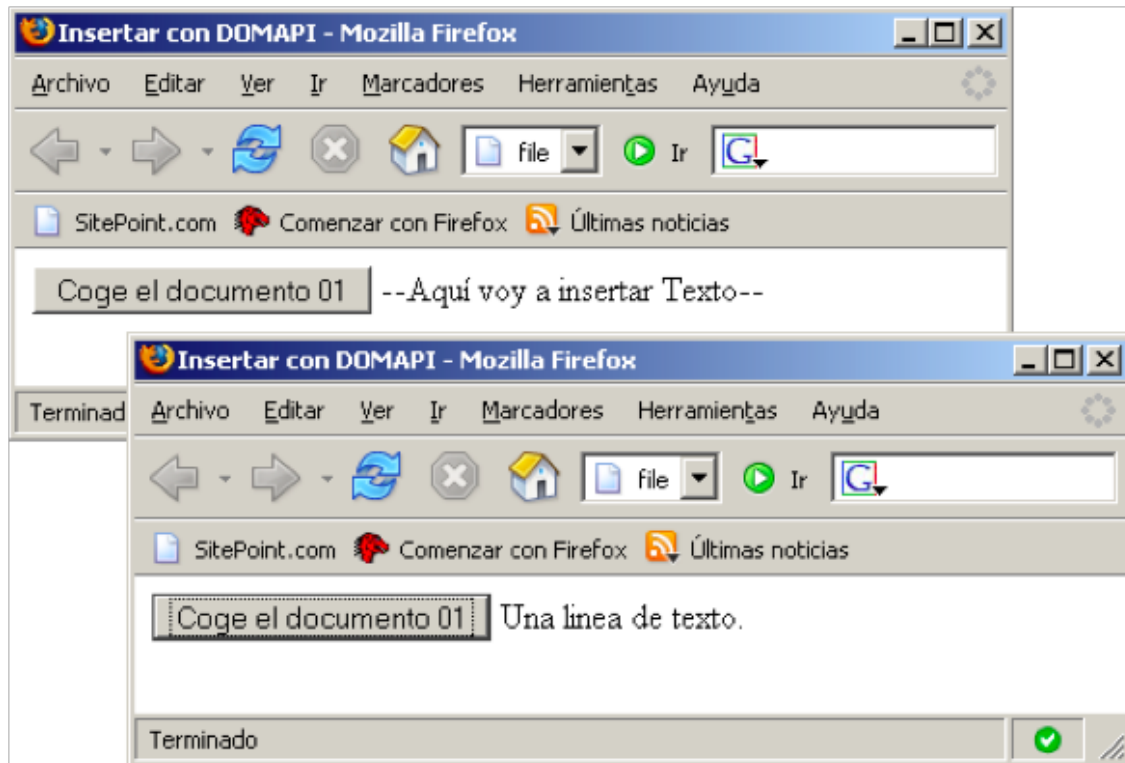 Insertar con DOMAPI - Mozilla Firefox
Archivo Editar Ver Ir Marcadores Herramientas Ayuda
file Ir G
SitePoint.com Comenzar con Firefox Últimas noticias
Coge el documento 01 --Aquí voy a insertar Texto--
Terminad
Insertar con DOMAPI - Mozilla Firefox
Archivo Editar Ver Ir Marcadores Herramientas Ayuda
file Ir G
SitePoint.com Comenzar con Firefox Últimas noticias
Coge el documento 01 Una linea de texto.
Terminado